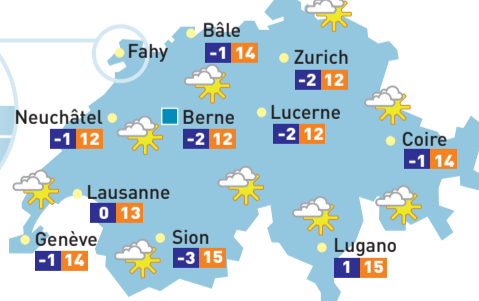 Bâle
-1 14
Fahy
Zurich
-2 12
Neuchâtel
-1 12
Berne
-2 12
Lucerne
-2 12
Coire
-1 14
Lausanne
0 13
Genève
-1 14
Sion
-3 15
Lugano
1 15